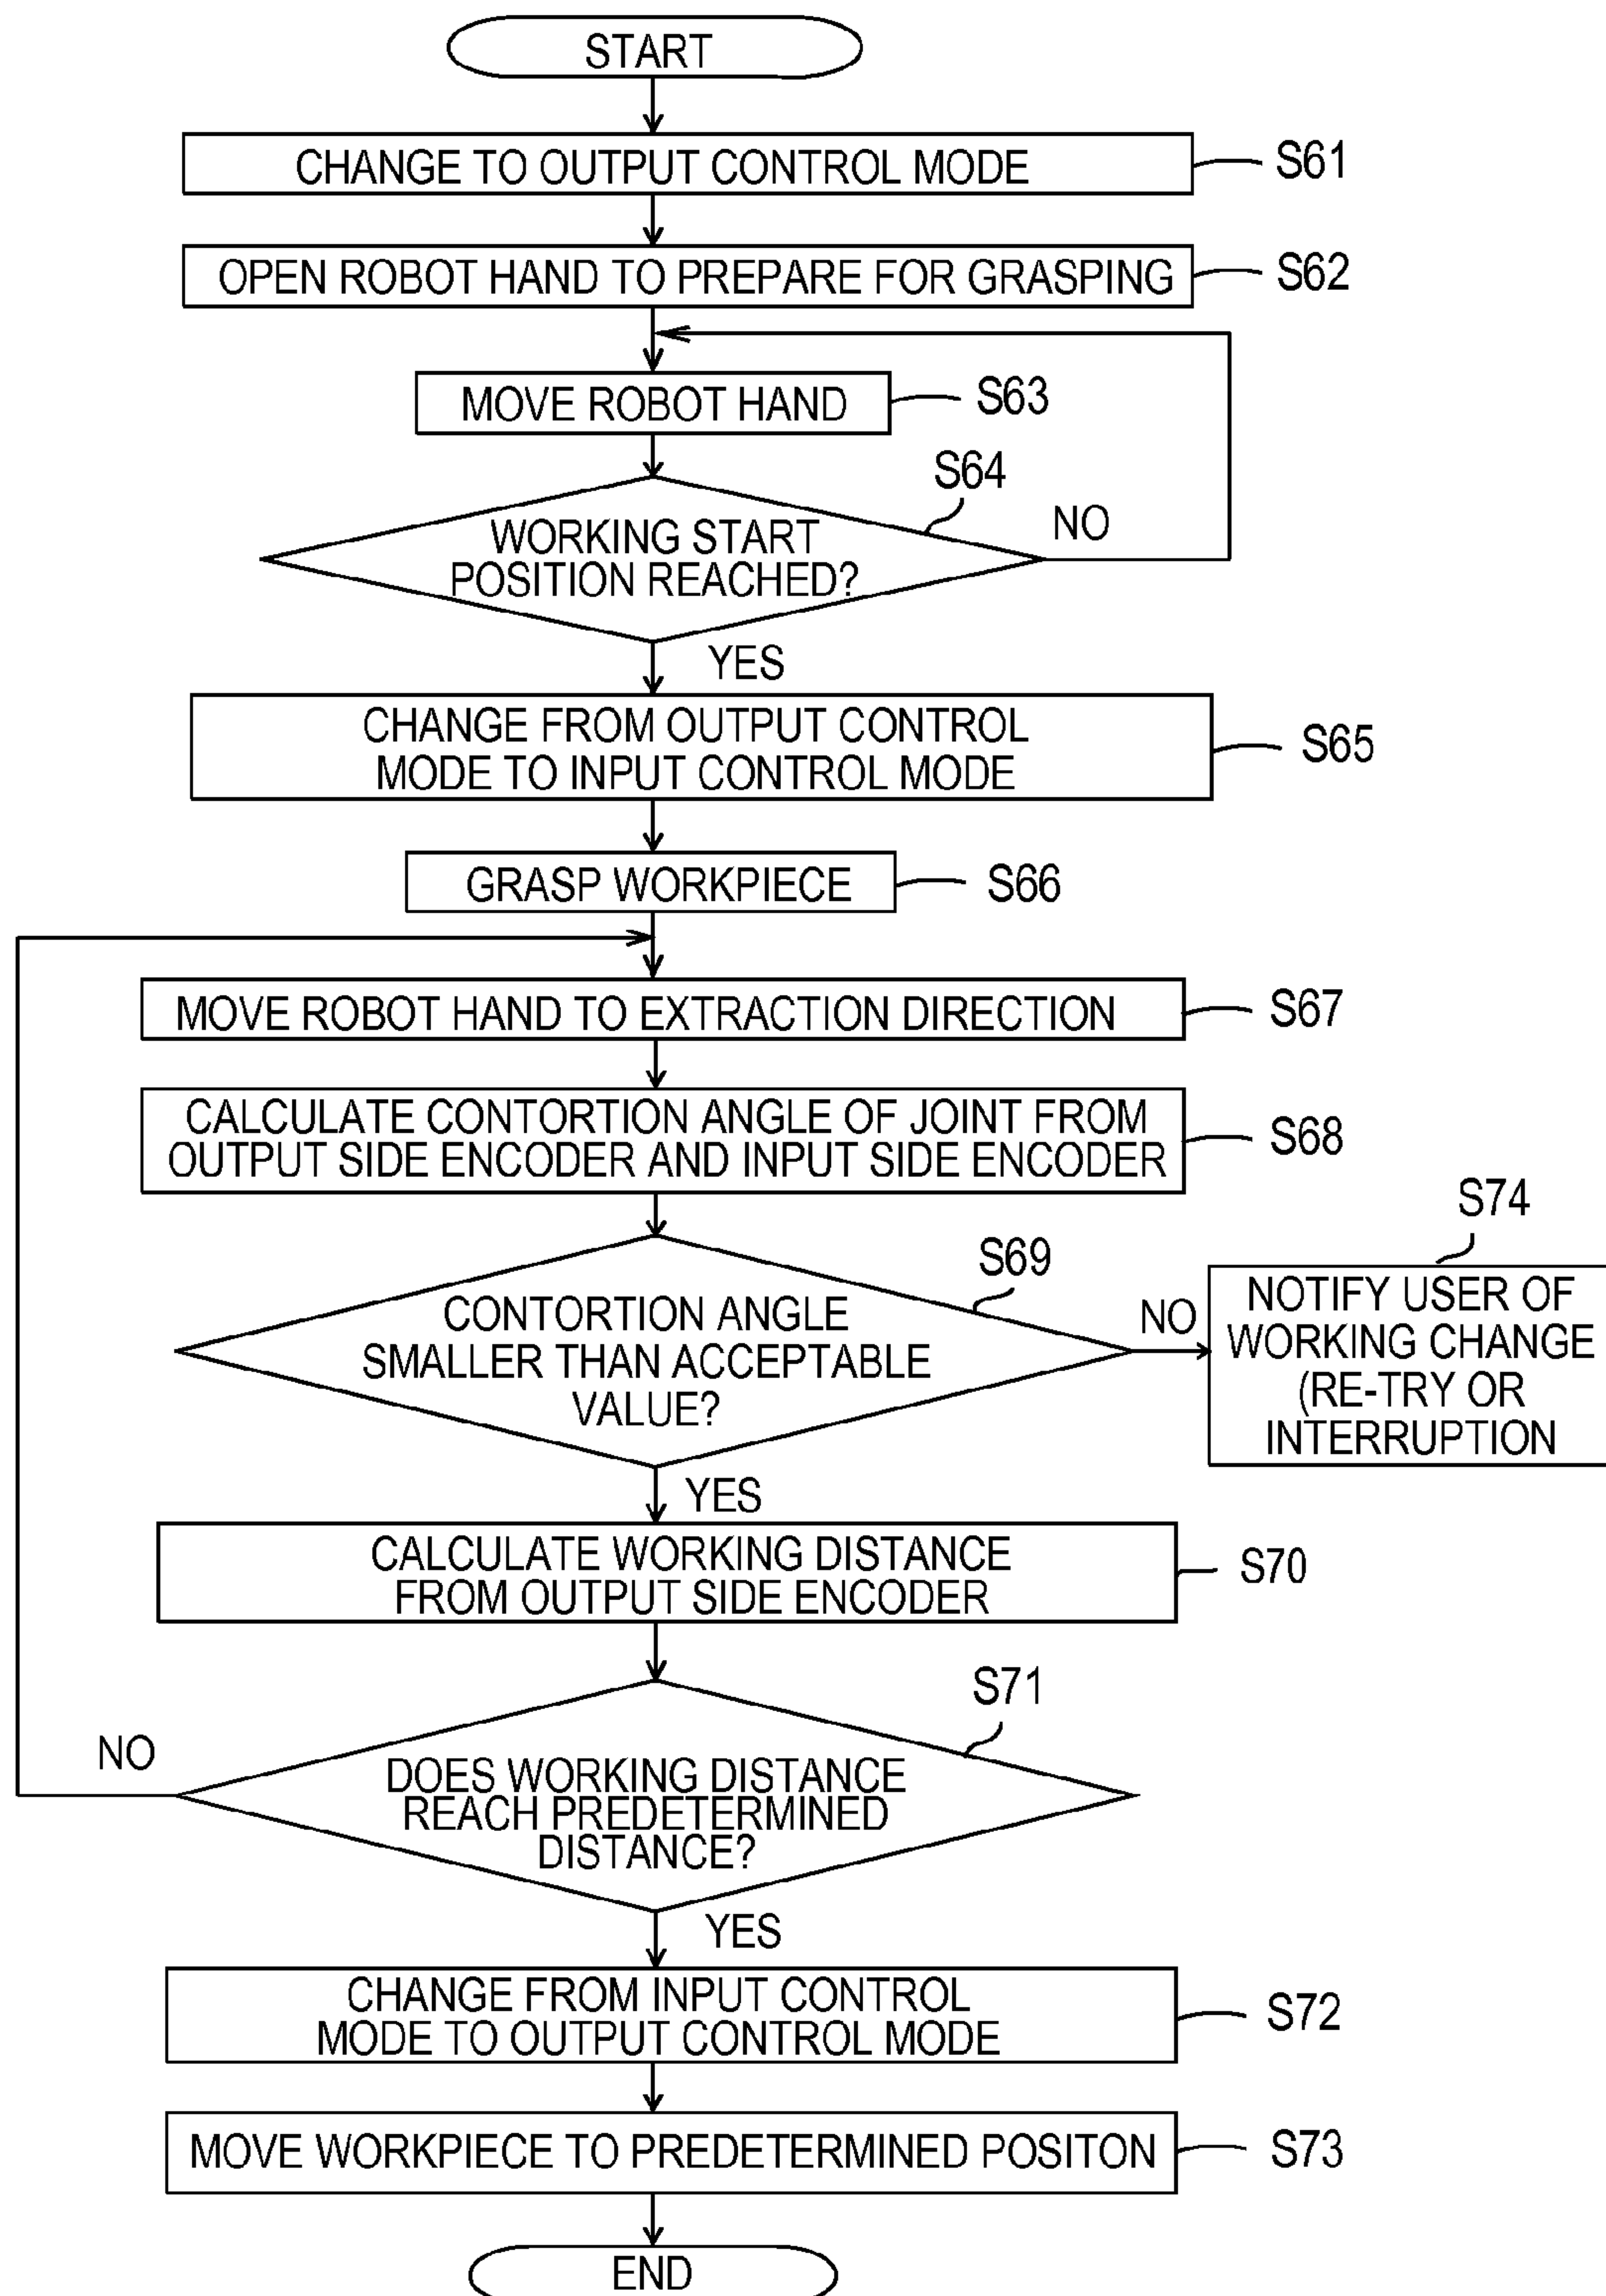 START
CHANGE TO OUTPUT CONTROL MODE
S61
OPEN ROBOT HAND TO PREPARE FOR GRASPING
S62
MOVE ROBOT HAND
S63
S64
WORKING START
POSITION REACHED?
NO
YES
CHANGE FROM OUTPUT CONTROL
MODE TO INPUT CONTROL MODE
S65
GRASP WORKPIECE
S66
MOVE ROBOT HAND TO EXTRACTION DIRECTION
S67
CALCULATE CONTORTION ANGLE OF JOINT FROM
OUTPUT SIDE ENCODER AND INPUT SIDE ENCODER
S68
S69
CONTORTION ANGLE
SMALLER THAN ACCEPTABLE
VALUE?
NO
S74
NOTIFY USER OF
WORKING CHANGE
(RE-TRY OR
INTERRUPTION
YES
CALCULATE WORKING DISTANCE
FROM OUTPUT SIDE ENCODER
S70
S71
DOES WORKING DISTANCE
REACH PREDETERMINED
DISTANCE?
NO
YES
CHANGE FROM INPUT CONTROL
MODE TO OUTPUT CONTROL MODE
S72
MOVE WORKPIECE TO PREDETERMINED POSITON
S73
END